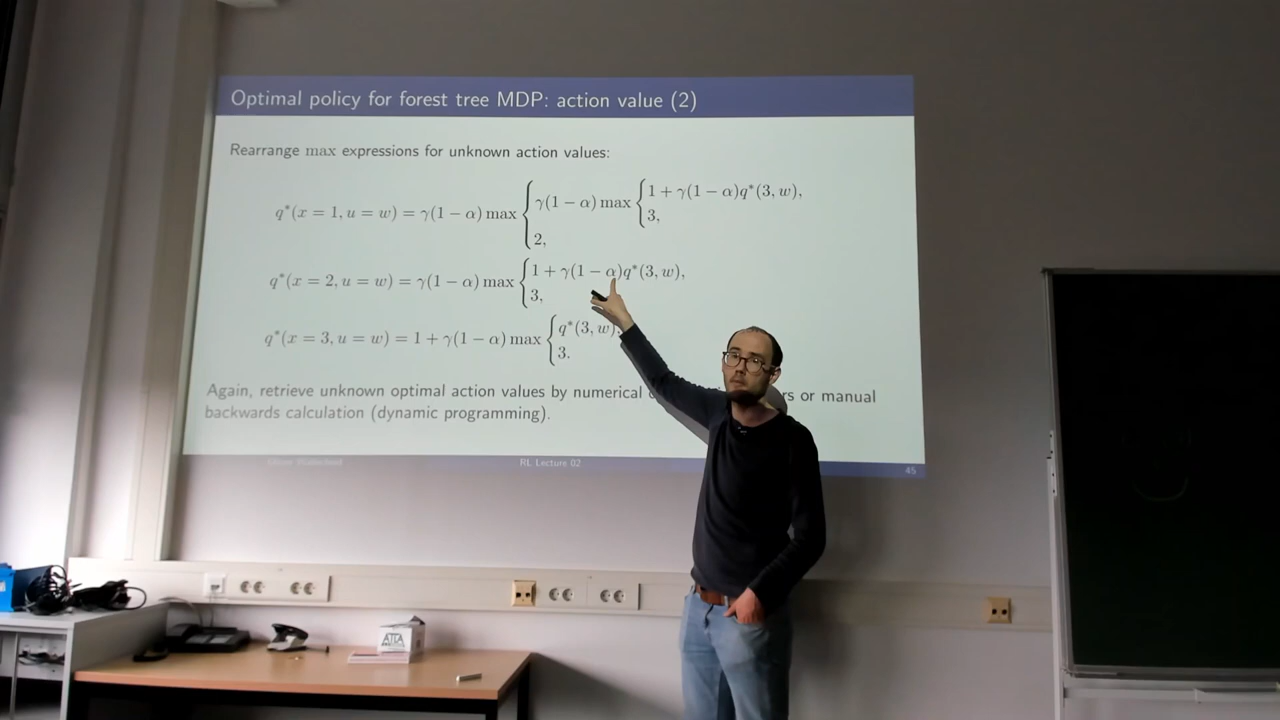 Optimal policy for forest tree MDP: action value (2)
Rearrange max expressions for unknown action values:
q*(x = 1, u = w) = γ(1 − α) max { γ(1 − α) max { 1 + γ(1 − α)q*(3, w),
3,
2,
q*(x = 2, u = w) = γ(1 − α) max { 1 + γ(1 − α)q*(3, w),
3,
q*(x = 3, u = w) = 1 + γ(1 − α) max { q*(3, w),
3.
Again, retrieve unknown optimal action values by numerical or manual
backwards calculation (dynamic programming).
RL Lecture 02
45
ATLA